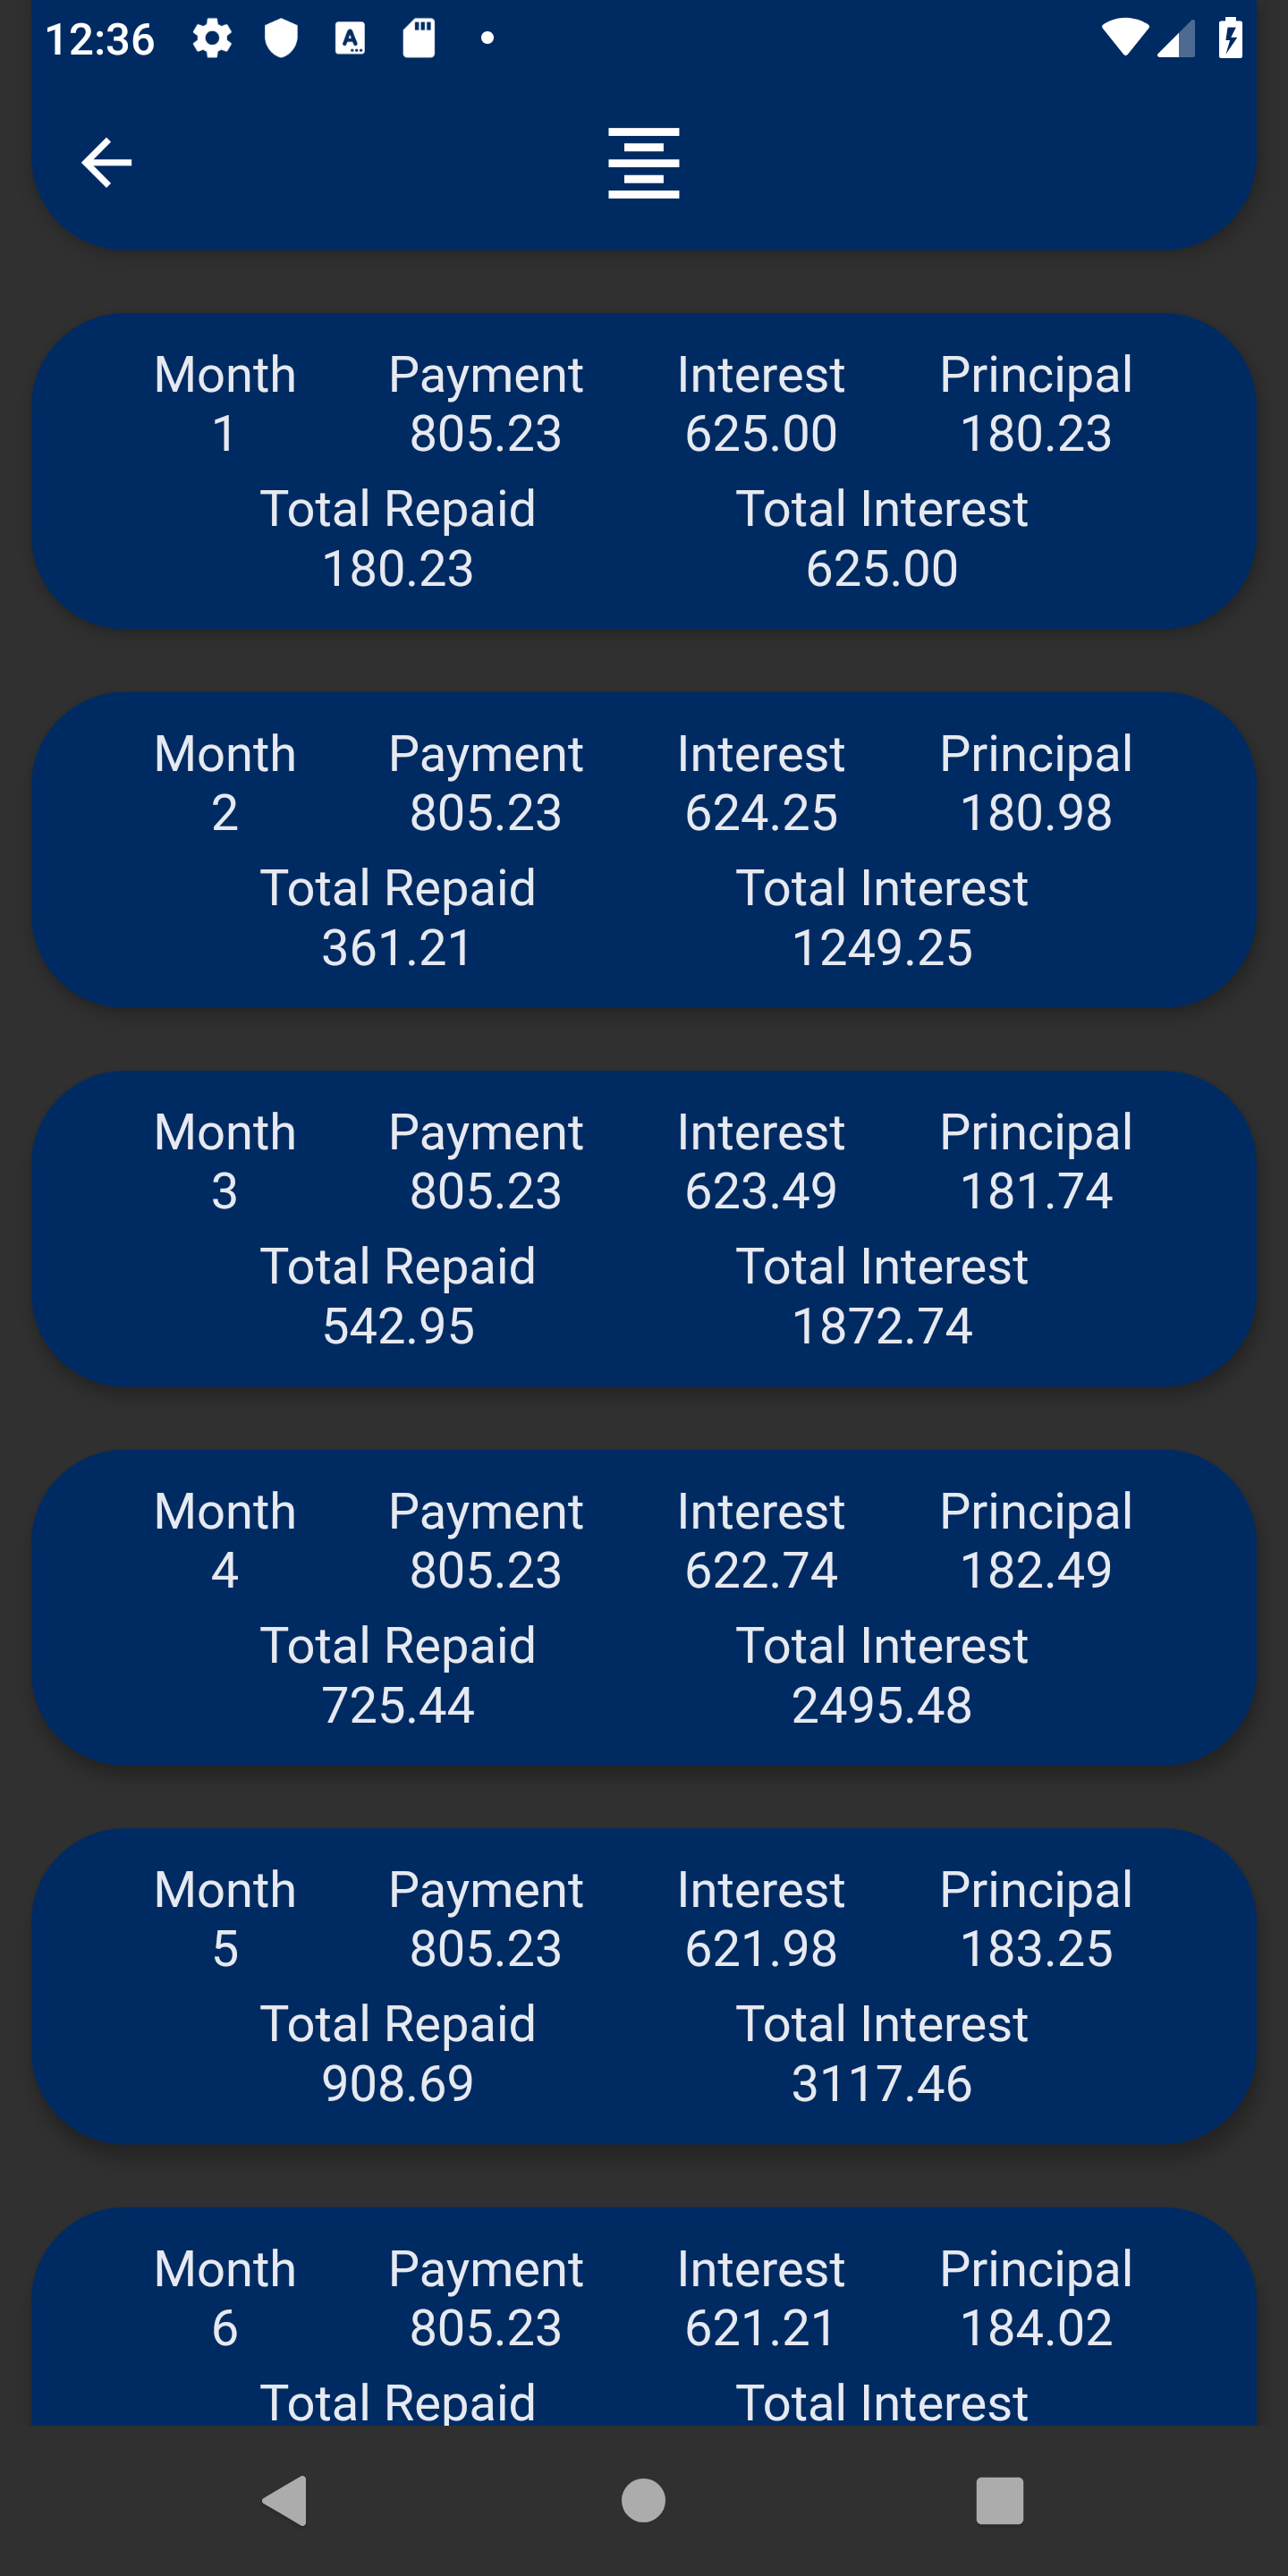 12:36
Month Payment Interest Principal
1 805.23 625.00 180.23
Total Repaid Total Interest
180.23 625.00
Month Payment Interest Principal
2 805.23 624.25 180.98
Total Repaid Total Interest
361.21 1249.25
Month Payment Interest Principal
3 805.23 623.49 181.74
Total Repaid Total Interest
542.95 1872.74
Month Payment Interest Principal
4 805.23 622.74 182.49
Total Repaid Total Interest
725.44 2495.48
Month Payment Interest Principal
5 805.23 621.98 183.25
Total Repaid Total Interest
908.69 3117.46
Month Payment Interest Principal
6 805.23 621.21 184.02
Total Repaid Total Interest